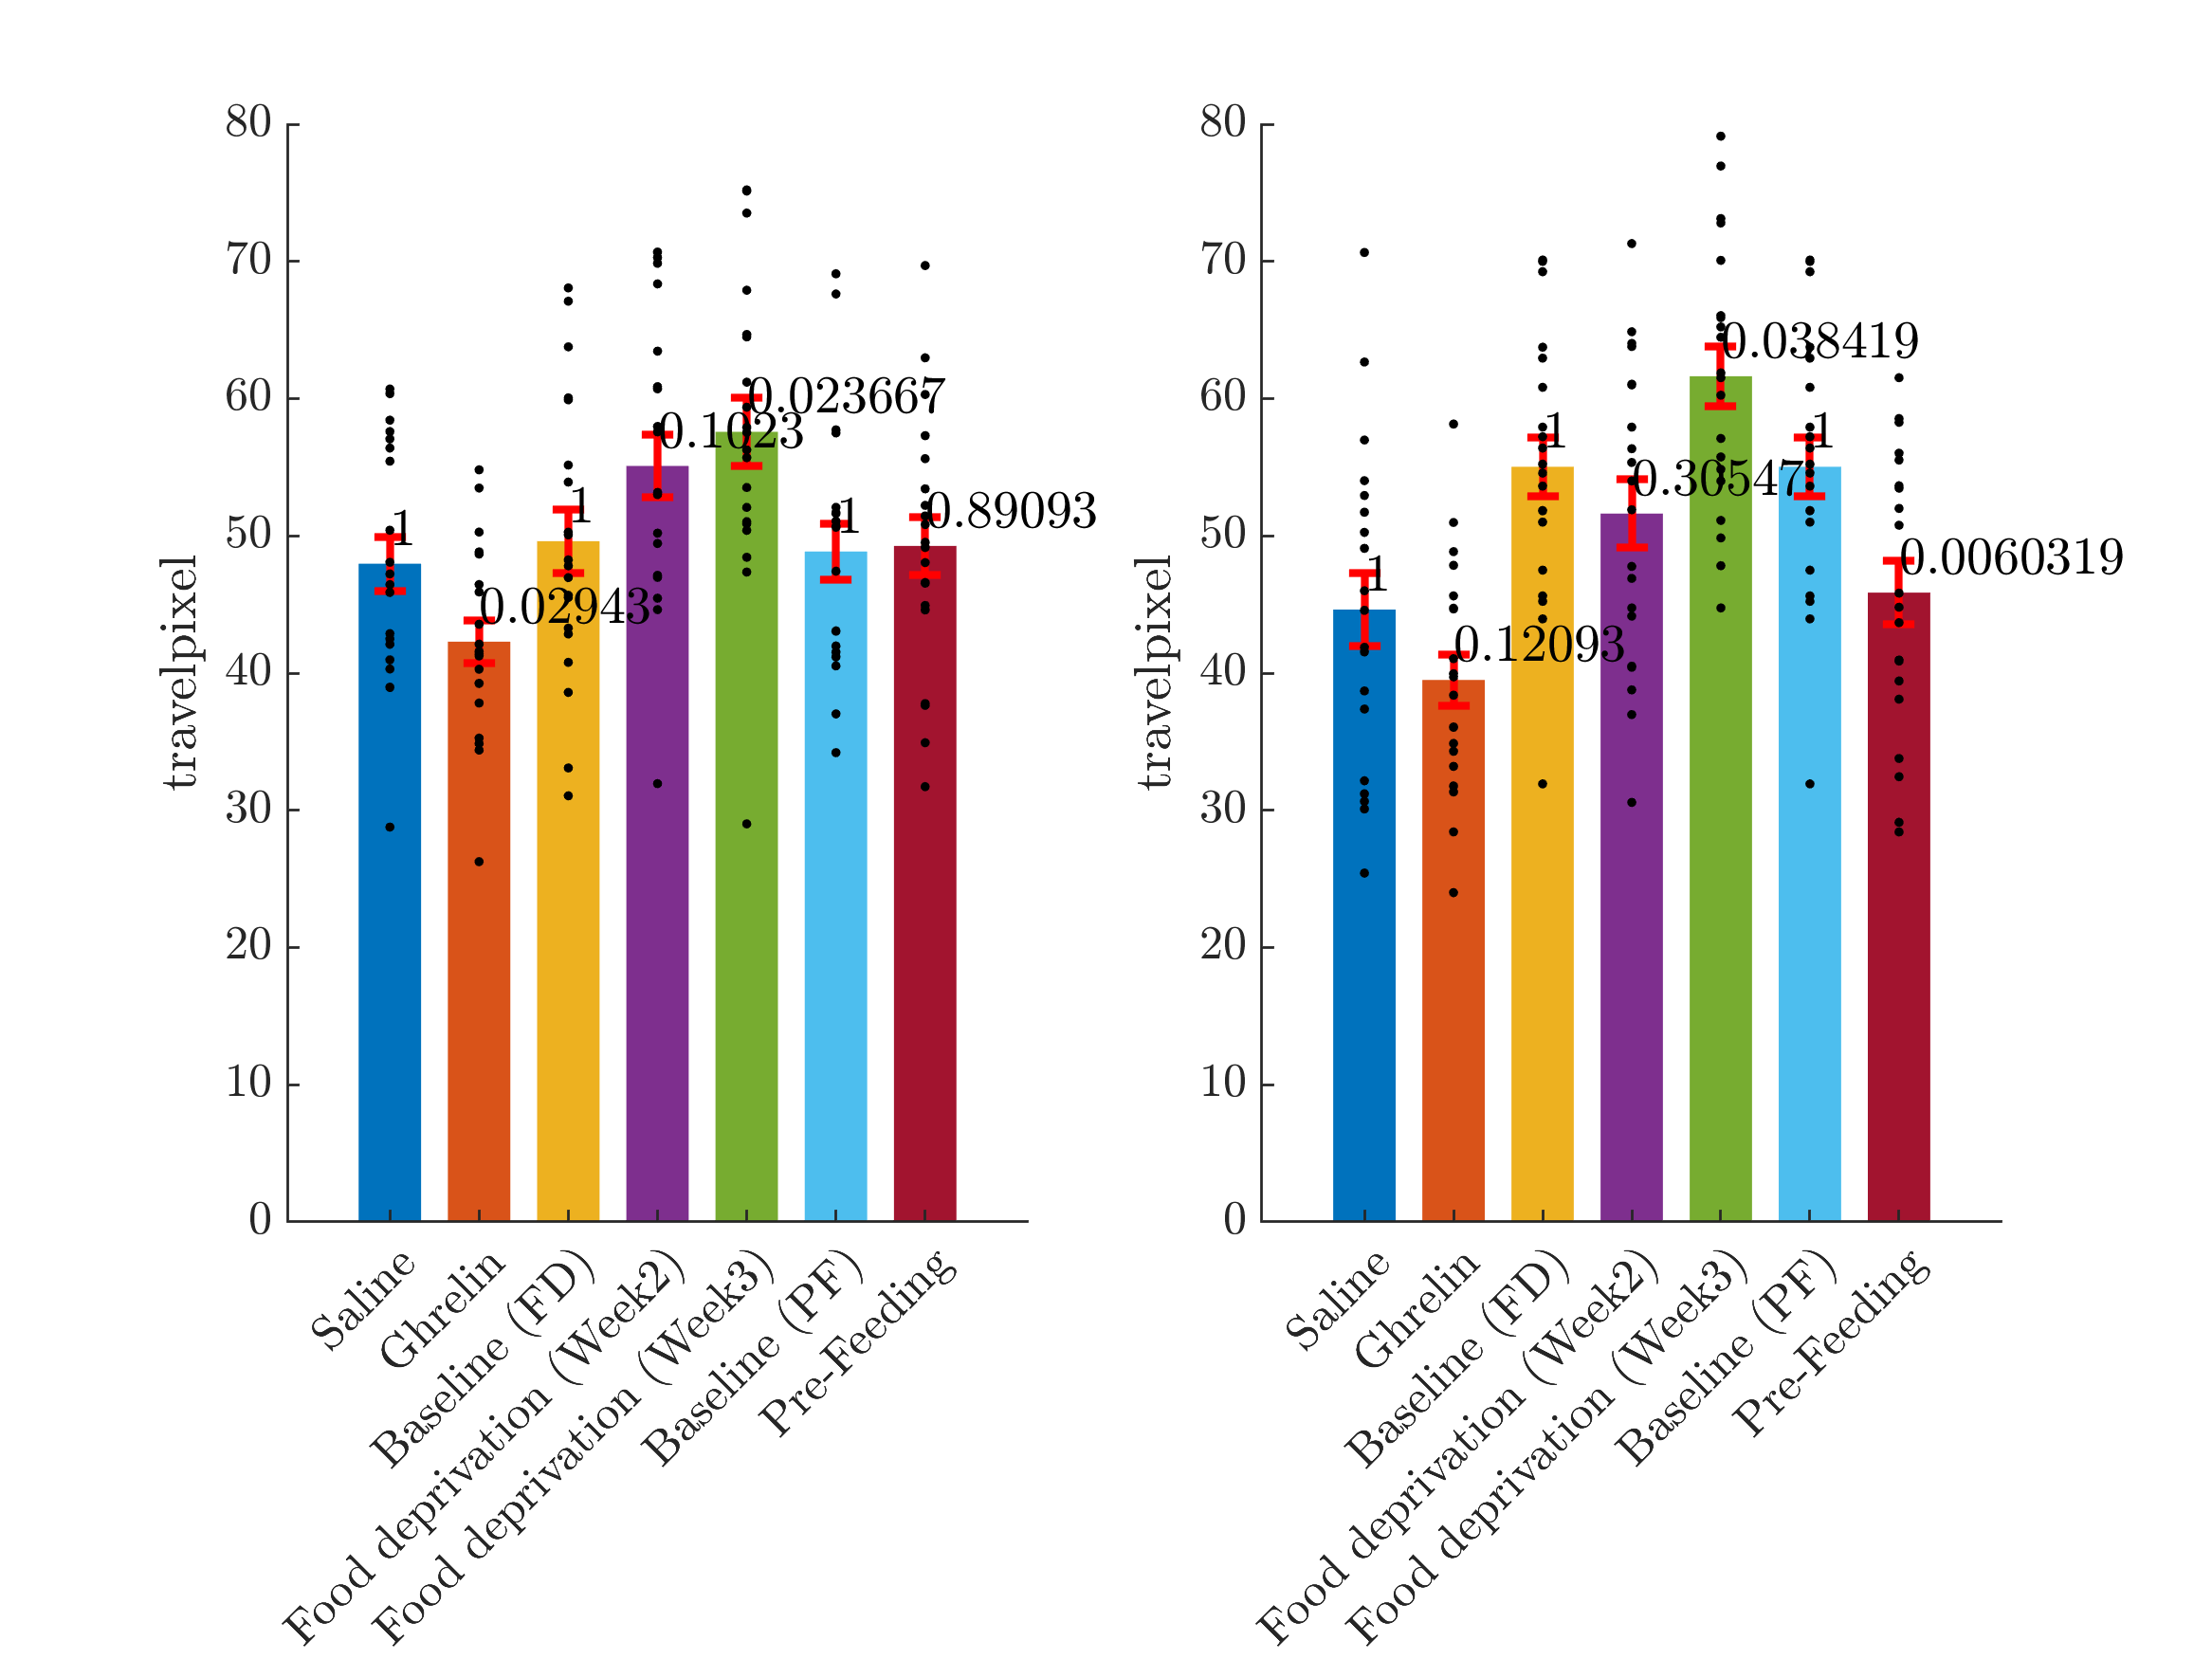 travelpixel
80
70
60
50
40
30
20
10
0
1
0.02943
1
0.1023
0.023667
1
0.89093
Saline
Ghrelin
Baseline (FD)
Food deprivation (Week2)
Food deprivation (Week3)
Baseline (PF)
Pre-Feeding
travelpixel
80
70
60
50
40
30
20
10
0
1
0.12093
1
0.30547
0.038419
1
0.0060319
Saline
Ghrelin
Baseline (FD)
Food deprivation (Week2)
Food deprivation (Week3)
Baseline (PF)
Pre-Feeding